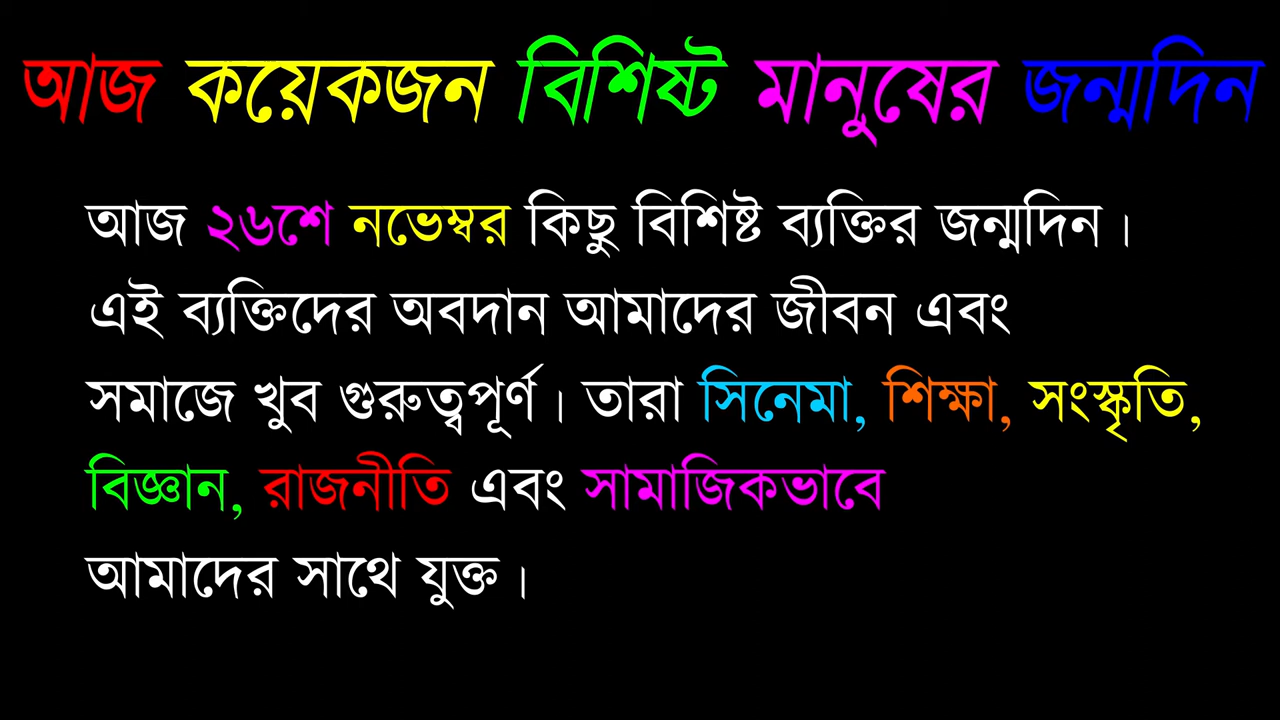 আজ কয়েকজন বিশিষ্ট মানুষের জন্মদিন
আজ ২৬শে নভেম্বর কিছু বিশিষ্ট ব্যক্তির জন্মদিন।
এই ব্যক্তিদের অবদান আমাদের জীবন এবং
সমাজে খুব গুরুত্বপূর্ণ। তারা সিনেমা, শিক্ষা, সংস্কৃতি,
বিজ্ঞান, রাজনীতি এবং সামাজিকভাবে
আমাদের সাথে যুক্ত।